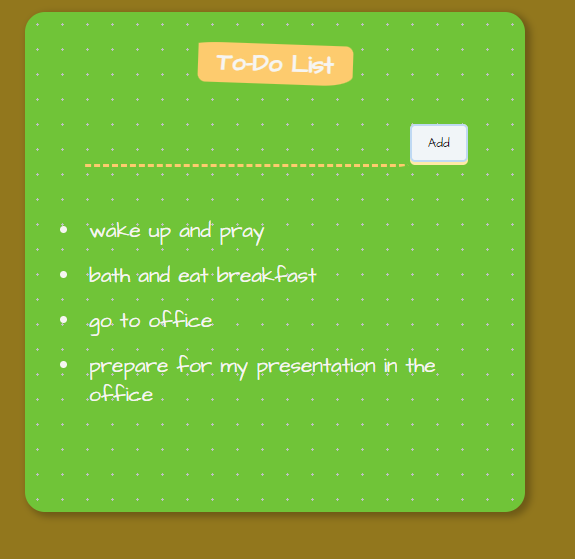 To-Do List
Add
wake up and pray
bath and eat breakfast
go to office
prepare for my presentation in the
office